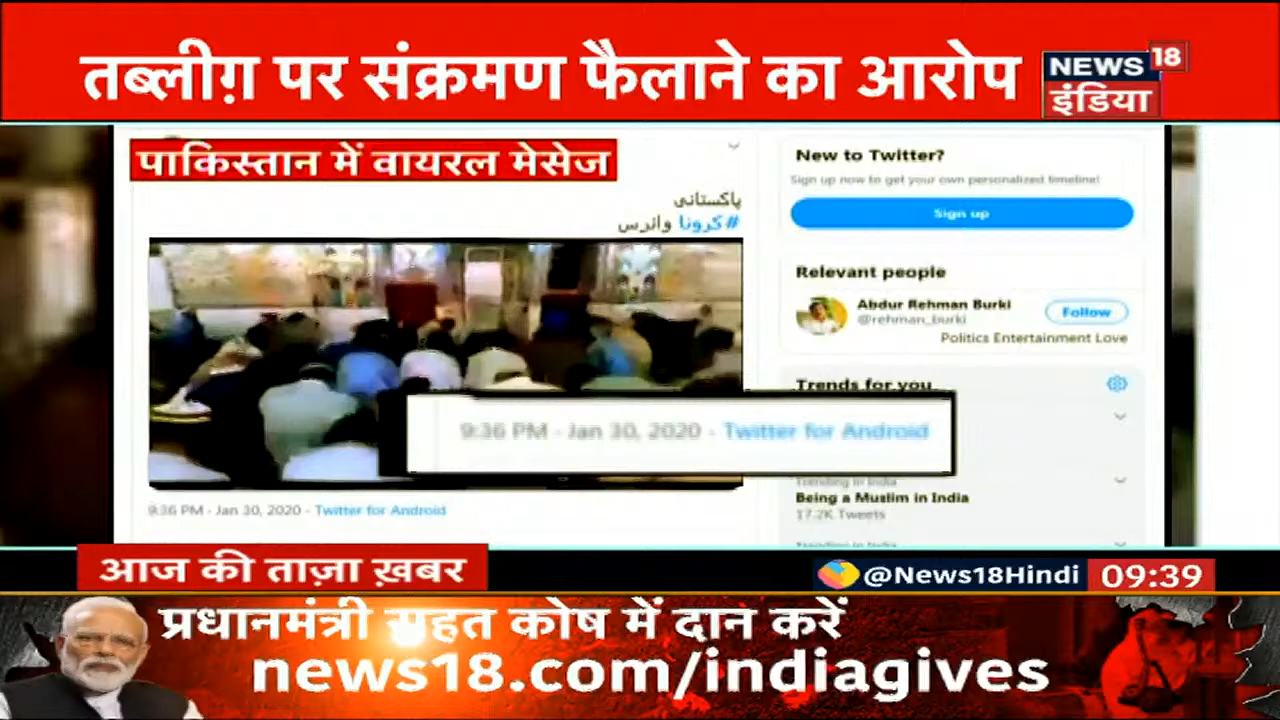 तब्लीग़ पर संक्रमण फैलाने का आरोप
NEWS 18
इंडिया
पाकिस्तान में वायरल मेसेज
پاکستانی
#کرونا وائرس
New to Twitter?
Sign up now to get your own personalized timeline!
Sign up
Relevant people
Abdur Rehman Burki
@rehman_burki
Follow
Politics Entertainment Love
Trends for you
9:36 PM - Jan 30, 2020 - Twitter for Android
Trending in India
Being a Muslim in India
17.2K Tweets
9:36 PM - Jan 30, 2020 - Twitter for Android
Trending in India
आज की ताज़ा ख़बर
@News18Hindi
09:39
प्रधानमंत्री राहत कोष में दान करें
news18.com/indiagives